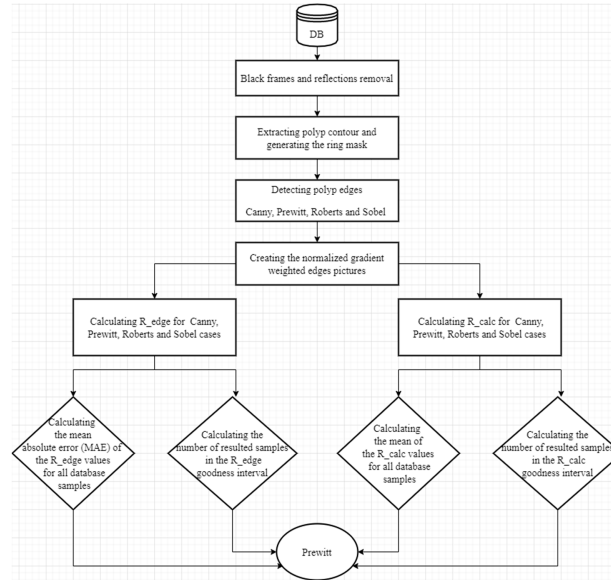 DB
Black frames and reflections removal
Extracting polyp contour and
generating the ring mask
Detecting polyp edges
Canny, Prewitt, Roberts and Sobel
Creating the normalized gradient
weighted edges pictures
Calculating R_edge for Canny,
Prewitt, Roberts and Sobel cases
Calculating R_calc for Canny,
Prewitt, Roberts and Sobel cases
Calculating
the mean
absolute error (MAE) of
the R_edge values
for all database
samples
Calculating the
number of resulted samples
in the R_edge
goodness interval
Calculating
the mean of
the R_calc values
for all database
samples
Calculating the
number of resulted samples
in the R_calc
goodness interval
Prewitt